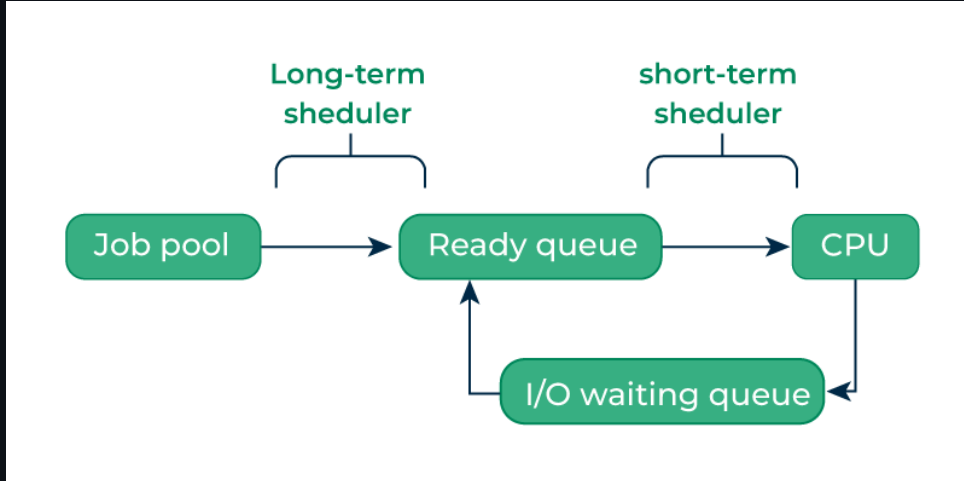 Long-term
sheduler
short-term
sheduler
Job pool
Ready queue
CPU
I/O waiting queue